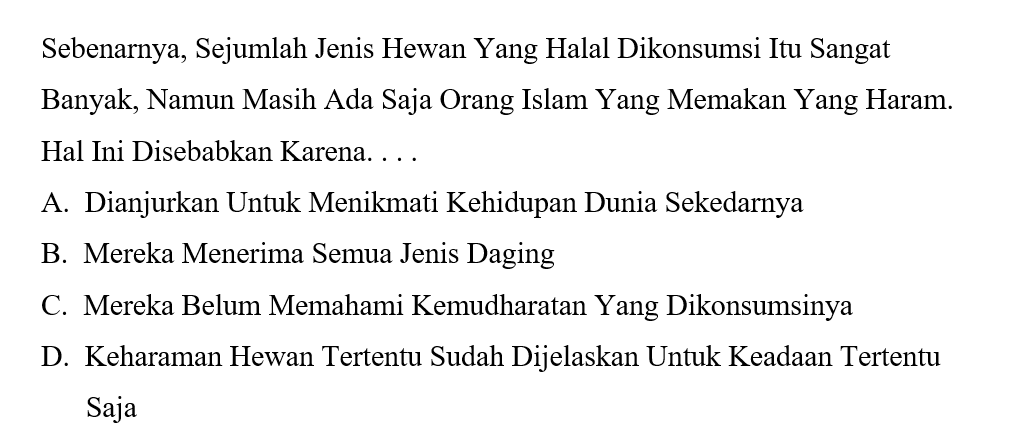 Sebenarnya, Sejumlah Jenis Hewan Yang Halal Dikonsumsi Itu Sangat
Banyak, Namun Masih Ada Saja Orang Islam Yang Memakan Yang Haram.
Hal Ini Disebabkan Karena. . . .
A. Dianjurkan Untuk Menikmati Kehidupan Dunia Sekedarnya
B. Mereka Menerima Semua Jenis Daging
C. Mereka Belum Memahami Kemudharatan Yang Dikonsumsinya
D. Keharaman Hewan Tertentu Sudah Dijelaskan Untuk Keadaan Tertentu
Saja